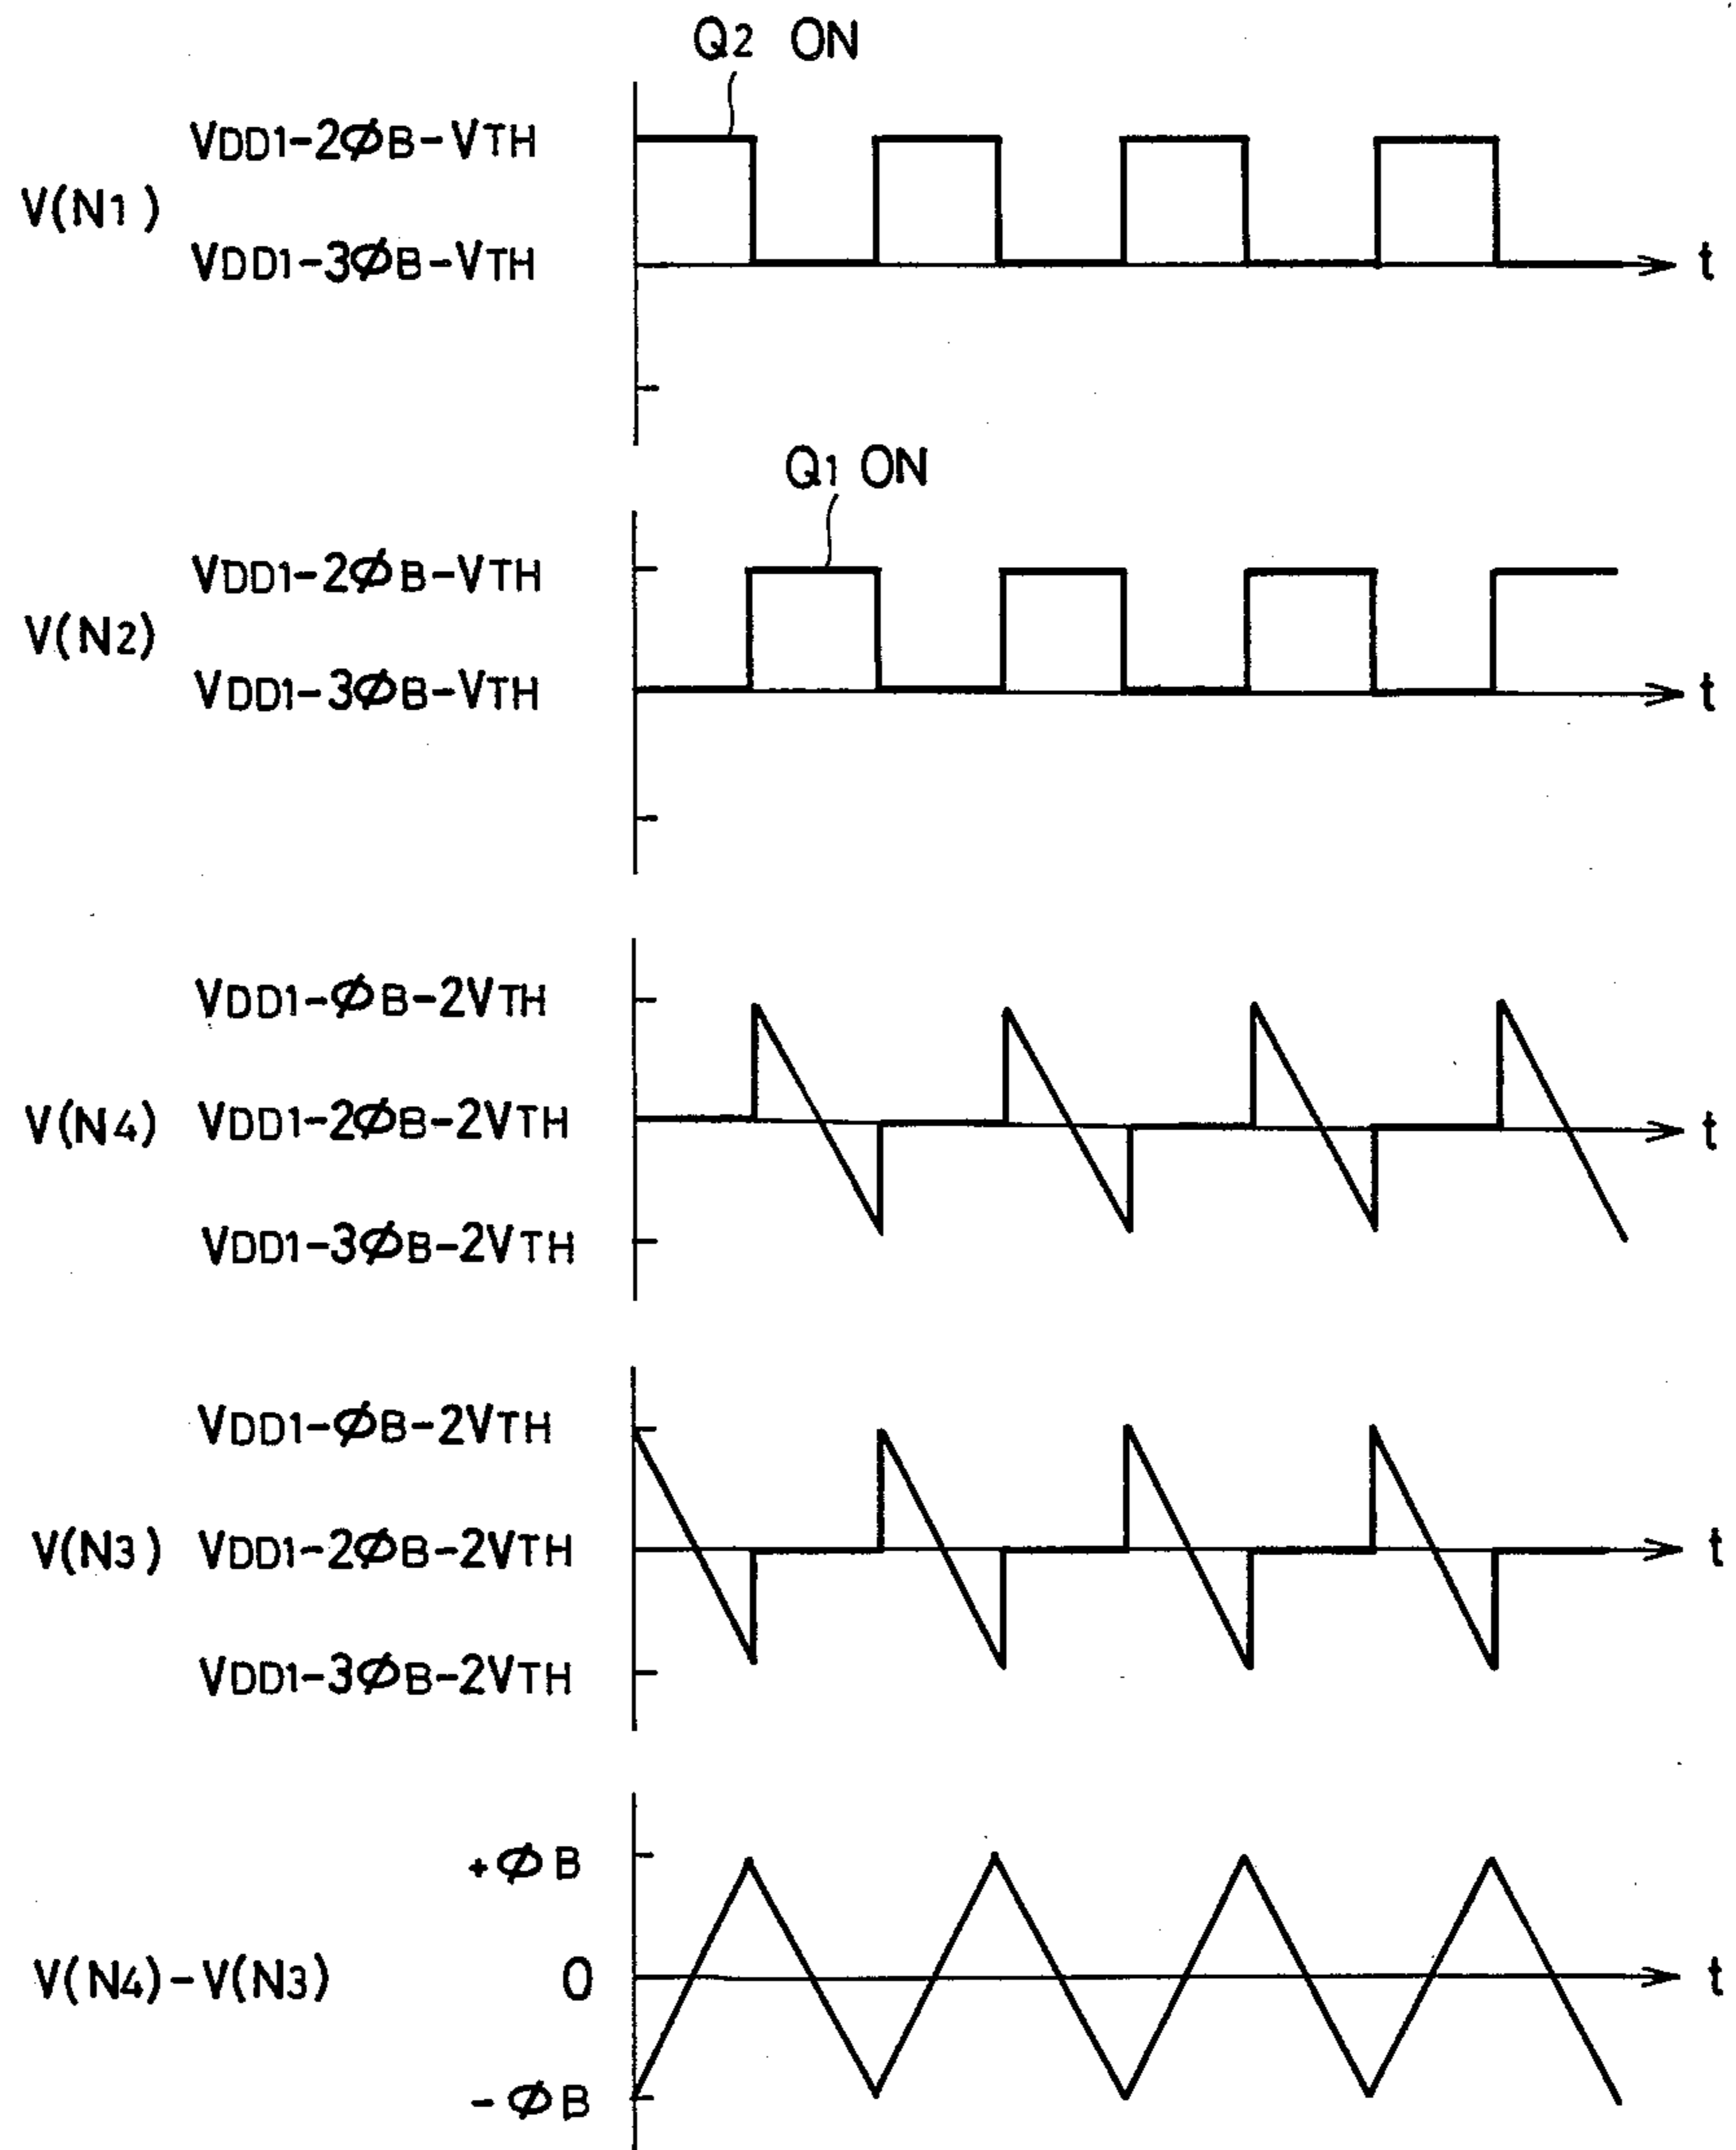 Q2 ON
VDD1-2ØB-VTH
V(N1)
VDD1-3ØB-VTH
t
Q1 ON
VDD1-2ØB-VTH
V(N2)
VDD1-3ØB-VTH
t
VDD1-ØB-2VTH
V(N4) VDD1-2ØB-2VTH
t
VDD1-3ØB-2VTH
VDD1-ØB-2VTH
V(N3) VDD1-2ØB-2VTH
t
VDD1-3ØB-2VTH
+ØB
V(N4)-V(N3) 0
t
-ØB